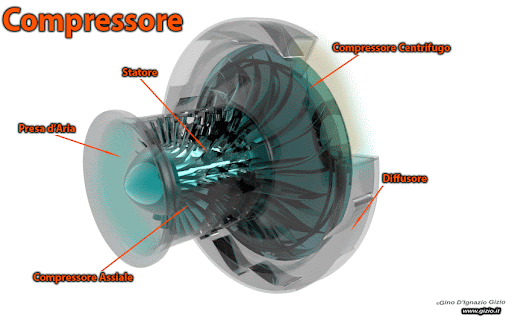 Compressore
Compressore Centrifugo
Statore
Presa d'Aria
Diffusore
Compressore Assiale
©Gino D'Ignazio Gizio
www.gizio.it